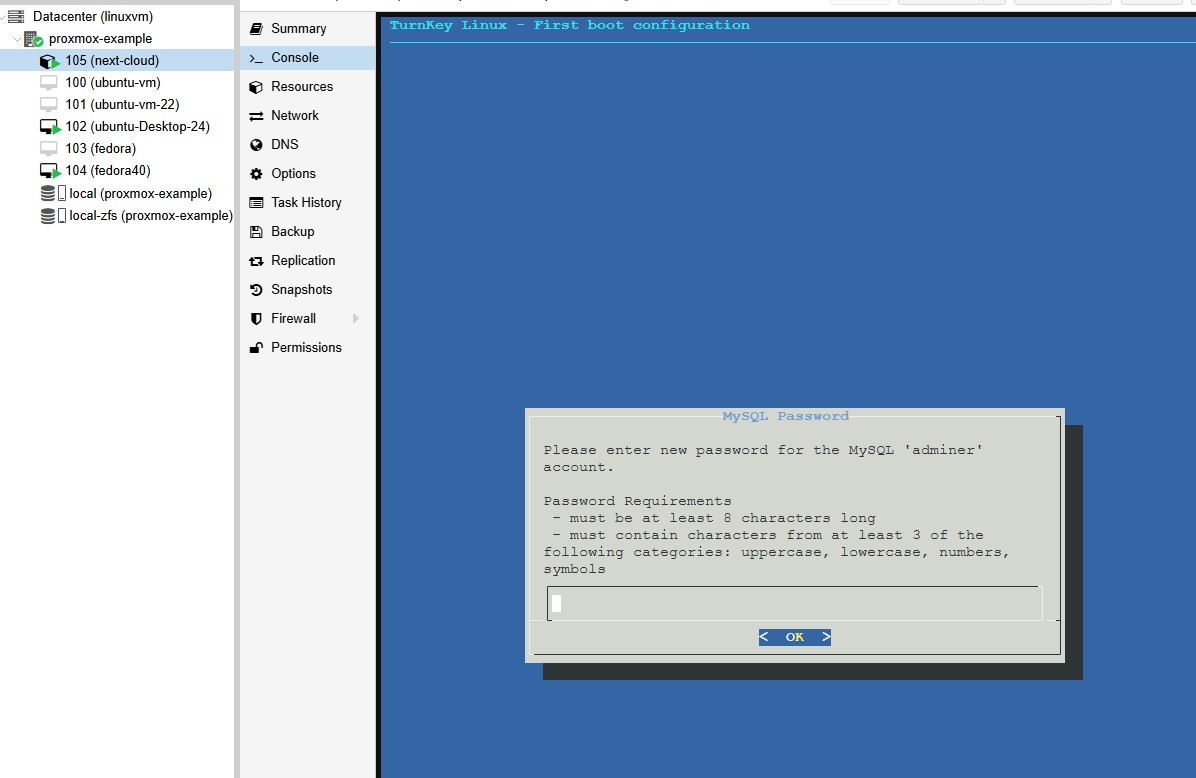 Datacenter (linuxvm)
proxmox-example
105 (next-cloud)
100 (ubuntu-vm)
101 (ubuntu-vm-22)
102 (ubuntu-Desktop-24)
103 (fedora)
104 (fedora40)
local (proxmox-example)
local-zfs (proxmox-example)
Summary
>_ Console
Resources
Network
DNS
Options
Task History
Backup
Replication
Snapshots
Firewall
Permissions
TurnKey Linux - First boot configuration
MySQL Password
Please enter new password for the MySQL 'adminer'
account.
Password Requirements
- must be at least 8 characters long
- must contain characters from at least 3 of the
following categories: uppercase, lowercase, numbers,
symbols
< OK >